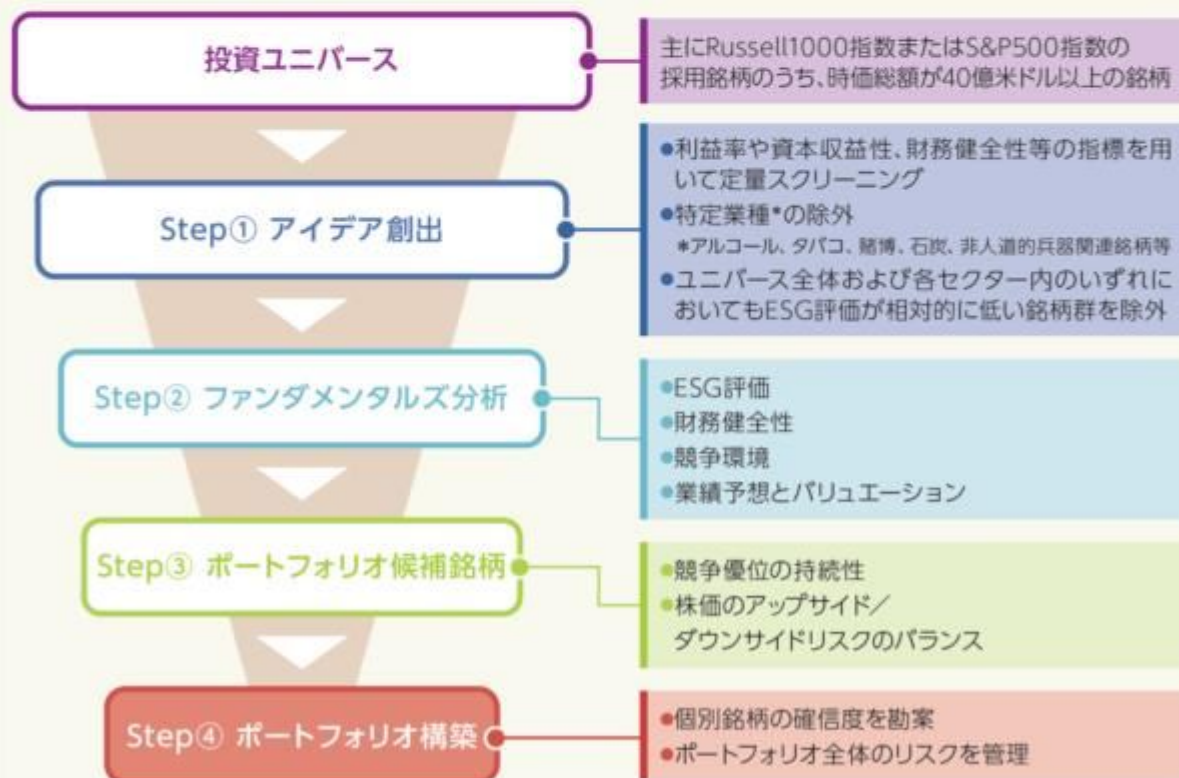 投資ユニバース
主にRussell1000指数またはS&P500指数の
採用銘柄のうち、時価総額が40億米ドル以上の銘柄
Step① アイデア創出
●利益率や資本収益性、財務健全性等の指標を用
いて定量スクリーニング
●特定業種*の除外
*アルコール、タバコ、賭博、石炭、非人道的兵器関連銘柄等
●ユニバース全体および各セクター内のいずれに
おいてもESG評価が相対的に低い銘柄群を除外
Step② ファンダメンタルズ分析
●ESG評価
●財務健全性
●競争環境
●業績予想とバリュエーション
Step③ ポートフォリオ候補銘柄
●競争優位の持続性
●株価のアップサイド／
ダウンサイドリスクのバランス
Step④ ポートフォリオ構築
●個別銘柄の確信度を勘案
●ポートフォリオ全体のリスクを管理